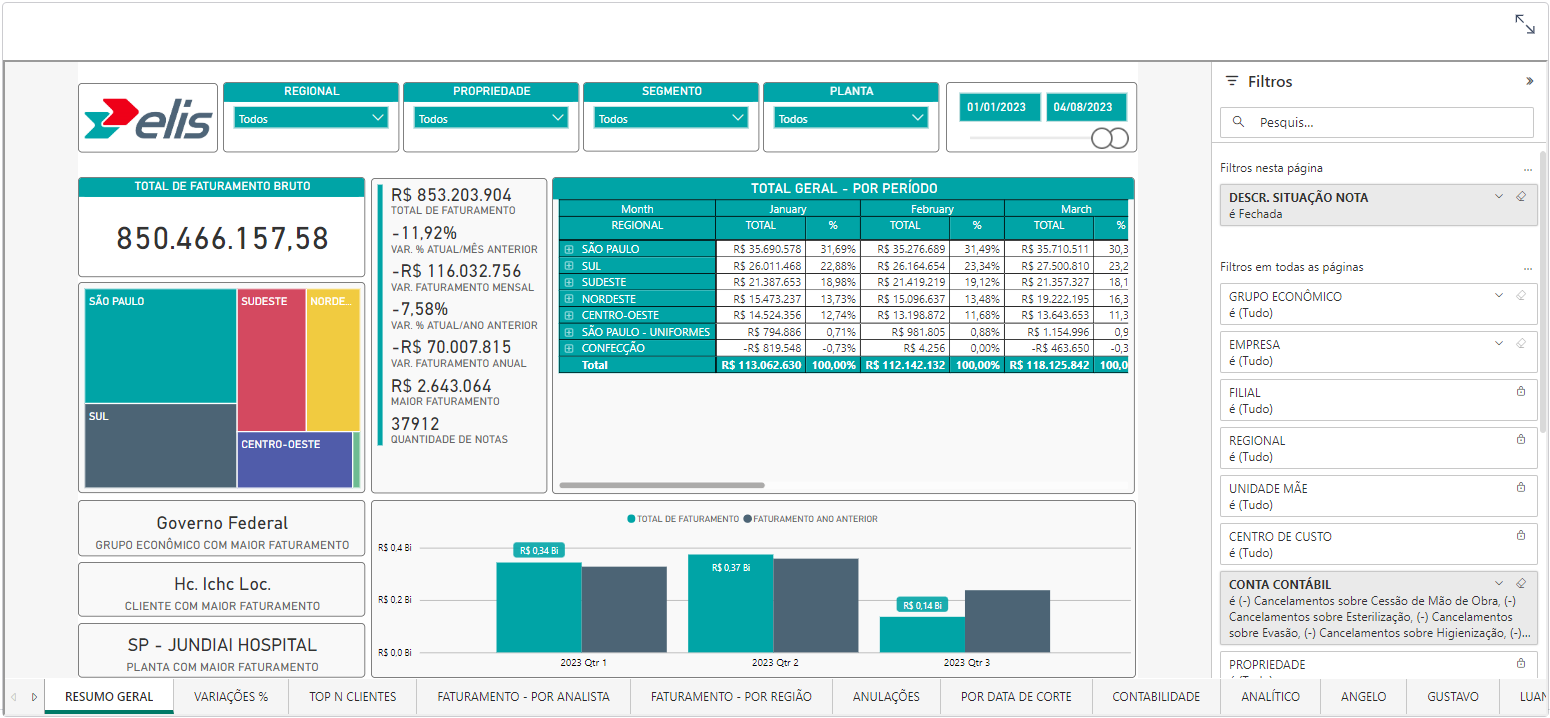 elis
REGIONAL
Todos
PROPRIEDADE
Todos
SEGMENTO
Todos
PLANTA
Todos
01/01/2023 04/08/2023
TOTAL DE FATURAMENTO BRUTO
850.466.157,58
SÃO PAULO
SUDESTE
NORDE...
SUL
CENTRO-OESTE
R$ 853.203.904
TOTAL DE FATURAMENTO
-11,92%
VAR. % ATUAL/MÊS ANTERIOR
-R$ 116.032.756
VAR. FATURAMENTO MENSAL
-7,58%
VAR. % ATUAL/ANO ANTERIOR
-R$ 70.007.815
VAR. FATURAMENTO ANUAL
R$ 2.643.064
MAIOR FATURAMENTO
37912
QUANTIDADE DE NOTAS
TOTAL GERAL - POR PERÍODO
Month January February March
REGIONAL TOTAL % TOTAL % TOTAL %
SÃO PAULO R$ 35.690.578 31,69% R$ 35.276.689 31,49% R$ 35.710.511 30,3
SUL R$ 26.011.468 22,88% R$ 26.164.654 23,34% R$ 27.500.810 23,2
SUDESTE R$ 21.387.653 18,98% R$ 21.419.219 19,12% R$ 21.357.327 18,1
NORDESTE R$ 15.473.237 13,73% R$ 15.096.637 13,48% R$ 19.222.195 16,3
CENTRO-OESTE R$ 14.524.356 12,74% R$ 13.198.872 11,68% R$ 13.643.653 11,3
SÃO PAULO - UNIFORMES R$ 794.886 0,71% R$ 981.805 0,88% R$ 1.154.996 0,9
CONFECÇÃO -R$ 819.548 -0,73% R$ 4.256 0,00% -R$ 463.650 -0,3
Total R$ 113.062.630 100,00% R$ 112.142.132 100,00% R$ 118.125.842 100,0
Governo Federal
GRUPO ECONÔMICO COM MAIOR FATURAMENTO
Hc. Ichc Loc.
CLIENTE COM MAIOR FATURAMENTO
SP - JUNDIAI HOSPITAL
PLANTA COM MAIOR FATURAMENTO
TOTAL DE FATURAMENTO FATURAMENTO ANO ANTERIOR
R$ 0,4 Bi
R$ 0,2 Bi
R$ 0,0 Bi
R$ 0,34 Bi
R$ 0,37 Bi
R$ 0,14 Bi
2023 Qtr 1 2023 Qtr 2 2023 Qtr 3
Filtros
Pesquis...
Filtros nesta página ...
DESCR. SITUAÇÃO NOTA
é Fechada
Filtros em todas as páginas ...
GRUPO ECONÔMICO
é (Tudo)
EMPRESA
é (Tudo)
FILIAL
é (Tudo)
REGIONAL
é (Tudo)
UNIDADE MÃE
é (Tudo)
CENTRO DE CUSTO
é (Tudo)
CONTA CONTÁBIL
é (-) Cancelamentos sobre Cessão de Mão de Obra, (-)
Cancelamentos sobre Esterilização, (-) Cancelamentos
sobre Evasão, (-) Cancelamentos sobre Higienização, (-)...
PROPRIEDADE
é (Tudo)
RESUMO GERAL VARIAÇÕES % TOP N CLIENTES FATURAMENTO - POR ANALISTA FATURAMENTO - POR REGIÃO ANULAÇÕES POR DATA DE CORTE CONTABILIDADE ANALÍTICO ANGELO GUSTAVO LUAN